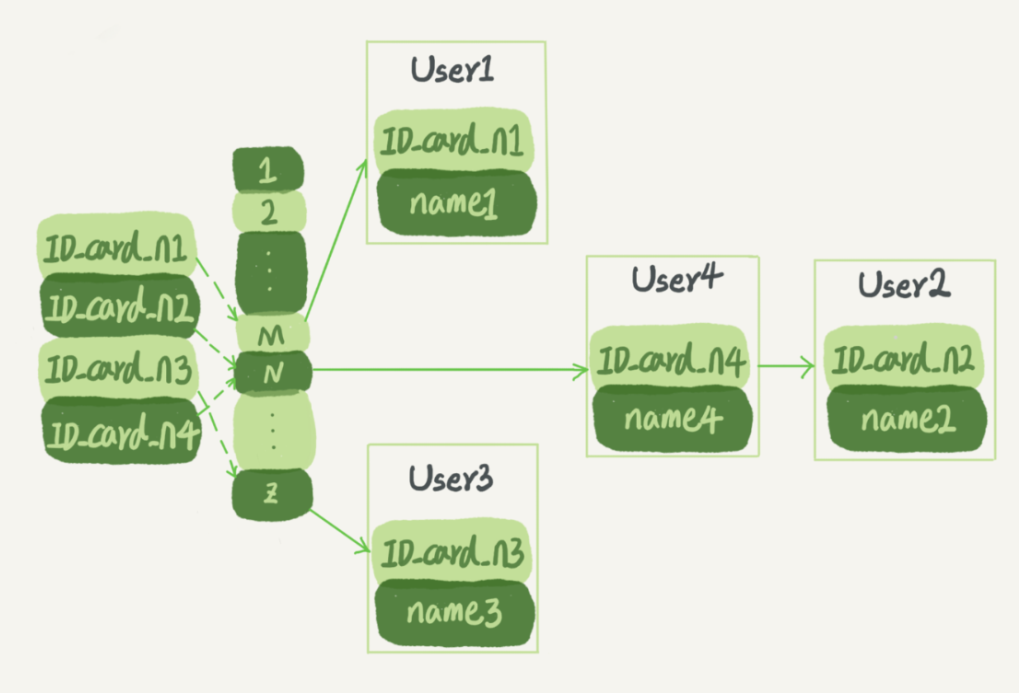 User1
ID_card_n1
name1
1
2
M
N
Z
ID_card_n1
ID_card_n2
ID_card_n3
ID_card_n4
User4
ID_card_n4
name4
User2
ID_card_n2
name2
User3
ID_card_n3
name3